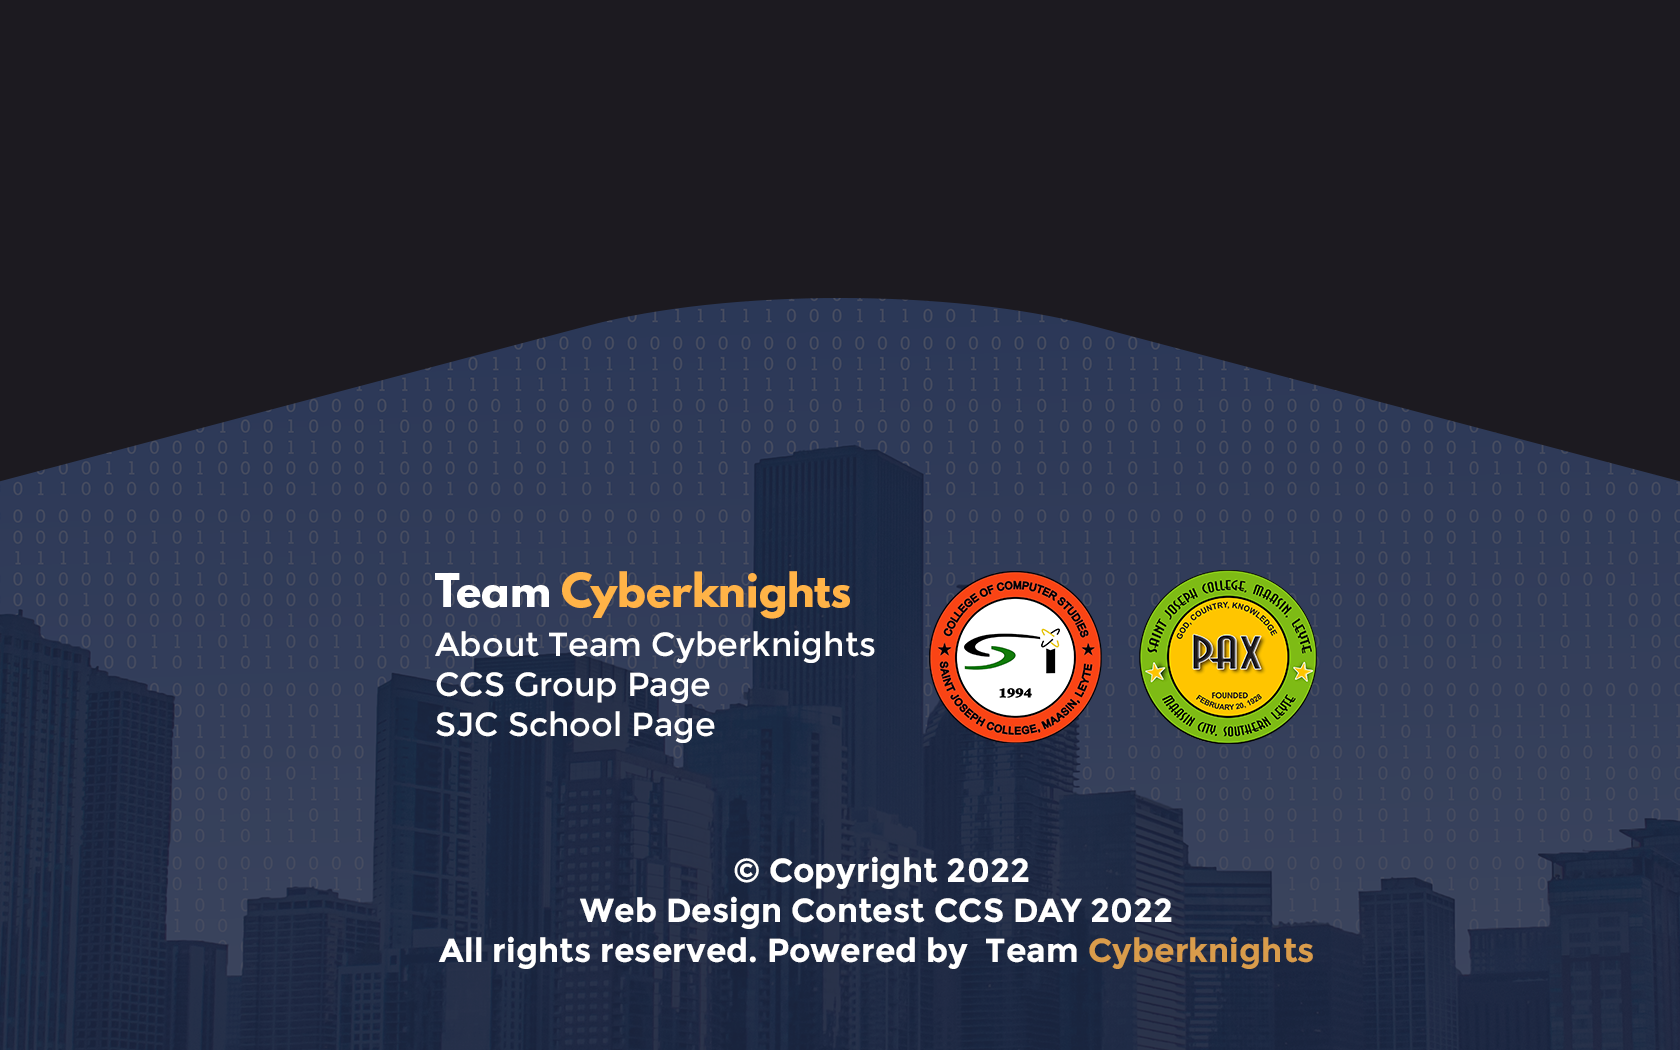 Team Cyberknights
About Team Cyberknights
CCS Group Page
SJC School Page
COLLEGE OF COMPUTER STUDIES
1994
SAINT JOSEPH COLLEGE, MAASIN, LEYTE
SAINT JOSEPH COLLEGE, MAASIN, LEYTE
GOD, COUNTRY, KNOWLEDGE
PAX
FOUNDED
FEBRUARY 20, 1928
MAASIN CITY, SOUTHERN LEYTE
© Copyright 2022
Web Design Contest CCS DAY 2022
All rights reserved. Powered by  Team Cyberknights